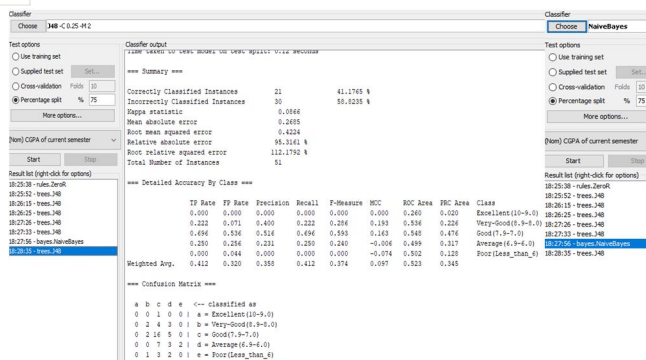 Classifier
Choose J48 -C 0.25 -M 2
Test options
Use training set
Supplied test set Set...
Cross-validation Folds 10
Percentage split % 75
More options...
(Nom) CGPA of current semester
Start Stop
Result list (right-click for options)
18:25:38 - rules.ZeroR
18:25:52 - trees.J48
18:26:15 - trees.J48
18:26:25 - trees.J48
18:27:26 - trees.J48
18:27:33 - trees.J48
18:27:56 - bayes.NaiveBayes
18:28:35 - trees.J48
Classifier output
Time taken to test model on test split: 0.12 seconds
=== Summary ===
Correctly Classified Instances 21 41.1765 %
Incorrectly Classified Instances 30 58.8235 %
Kappa statistic 0.0866
Mean absolute error 0.2685
Root mean squared error 0.4224
Relative absolute error 95.3161 %
Root relative squared error 112.1792 %
Total Number of Instances 51
=== Detailed Accuracy By Class ===
TP Rate FP Rate Precision Recall F-Measure MCC ROC Area PRC Area Class
0.000 0.000 0.000 0.000 0.000 0.000 0.260 0.020 Excellent(10-9.0)
0.222 0.071 0.400 0.222 0.286 0.193 0.536 0.226 Very-Good(8.9-8.0)
0.696 0.536 0.516 0.696 0.593 0.163 0.548 0.476 Good(7.9-7.0)
0.250 0.256 0.231 0.250 0.240 -0.006 0.499 0.317 Average(6.9-6.0)
0.000 0.044 0.000 0.000 0.000 -0.074 0.502 0.128 Poor(Less_than_6)
Weighted Avg. 0.412 0.320 0.358 0.412 0.374 0.097 0.523 0.345
=== Confusion Matrix ===
a b c d e <-- classified as
0 0 1 0 0 | a = Excellent(10-9.0)
0 2 4 3 0 | b = Very-Good(8.9-8.0)
0 2 16 5 0 | c = Good(7.9-7.0)
0 0 7 3 2 | d = Average(6.9-6.0)
0 1 3 2 0 | e = Poor(Less_than_6)
Classifier
Choose NaiveBayes
Test options
Use training set
Supplied test set Set...
Cross-validation Folds 10
Percentage split % 75
More options...
(Nom) CGPA of current semester
Start Stop
Result list (right-click for options)
18:25:38 - rules.ZeroR
18:25:52 - trees.J48
18:26:15 - trees.J48
18:26:25 - trees.J48
18:27:26 - trees.J48
18:27:33 - trees.J48
18:27:56 - bayes.NaiveBayes
18:28:35 - trees.J48